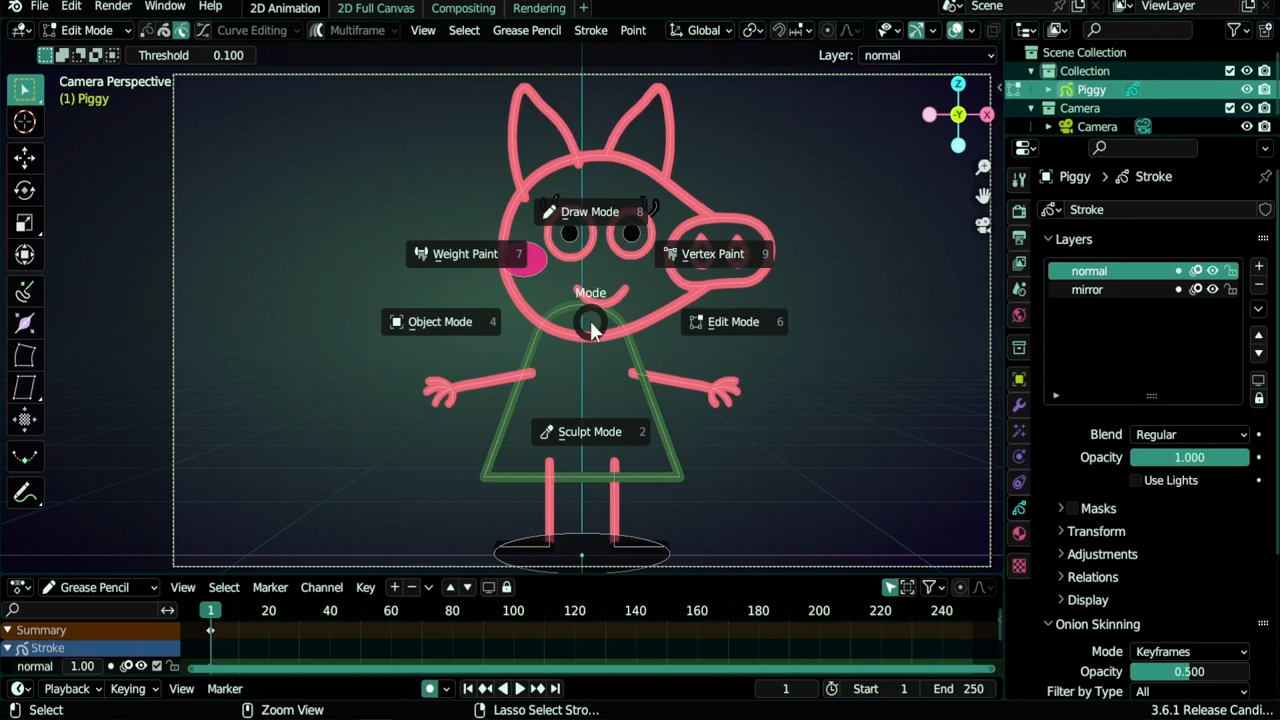 File Edit Render Window Help 2D Animation 2D Full Canvas Compositing Rendering + Scene ViewLayer
Edit Mode Curve Editing Multiframe View Select Grease Pencil Stroke Point Global
Threshold 0.100 Layer: normal
Camera Perspective
(1) Piggy
Z
-Y
X
Draw Mode 8
Weight Paint 7
Vertex Paint 9
Mode
Object Mode 4
Edit Mode 6
Sculpt Mode 2
Scene Collection
Collection
Piggy
Camera
Camera
Piggy > Stroke
Stroke
Layers
normal
mirror
Blend Regular
Opacity 1.000
Use Lights
Masks
Transform
Adjustments
Relations
Display
Onion Skinning
Mode Keyframes
Opacity 0.500
Filter by Type All
Grease Pencil View Select Marker Channel Key
1 20 40 60 80 100 120 140 160 180 200 220 240
Summary
Stroke
normal 1.00
Playback Keying View Marker 1 Start 1 End 250
Select Zoom View Lasso Select Stro... 3.6.1 Release Candi...